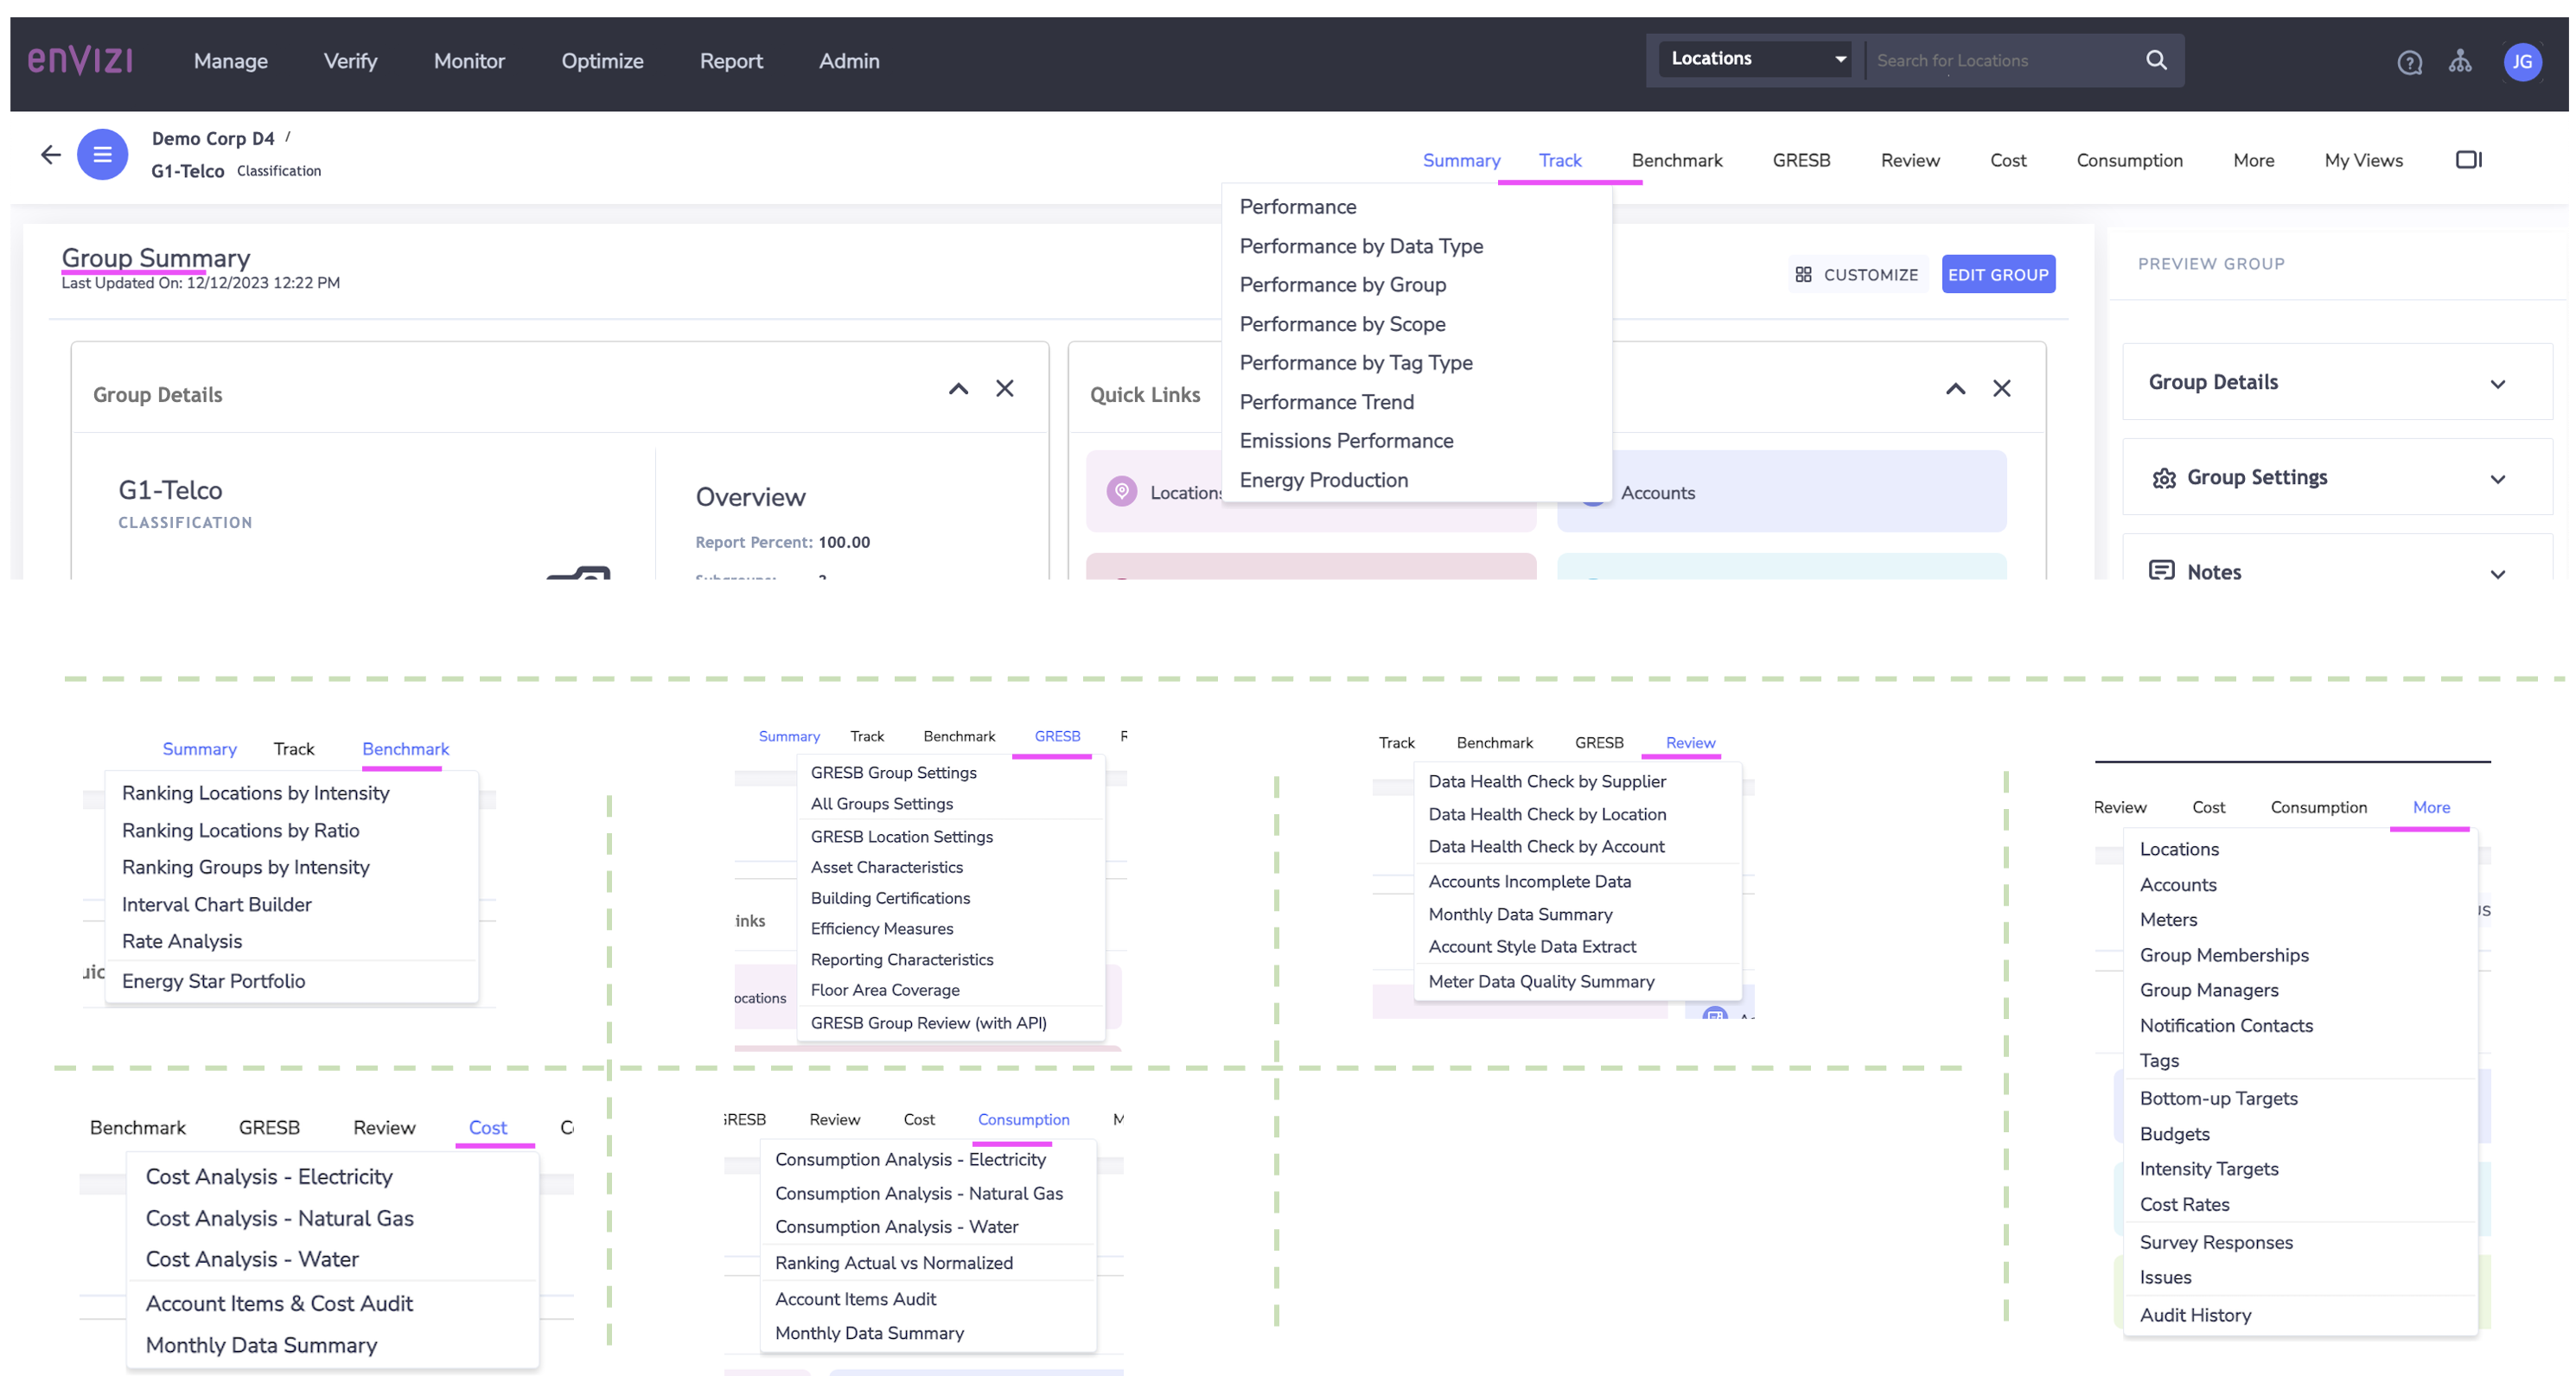 enVIZI
Manage Verify Monitor Optimize Report Admin
Locations Search for Locations
JG
Demo Corp D4 /
G1-Telco Classification
Summary Track Benchmark GRESB Review Cost Consumption More My Views
Performance
Performance by Data Type
Performance by Group
Performance by Scope
Performance by Tag Type
Performance Trend
Emissions Performance
Energy Production
Group Summary
Last Updated On: 12/12/2023 12:22 PM
CUSTOMIZE EDIT GROUP
PREVIEW GROUP
Group Details
Quick Links
Group Details
G1-Telco
CLASSIFICATION
Overview
Report Percent: 100.00
Locations
Accounts
Group Settings
Notes
Summary Track Benchmark
Ranking Locations by Intensity
Ranking Locations by Ratio
Ranking Groups by Intensity
Interval Chart Builder
Rate Analysis
Energy Star Portfolio
Summary Track Benchmark GRESB
GRESB Group Settings
All Groups Settings
GRESB Location Settings
Asset Characteristics
Building Certifications
Efficiency Measures
Reporting Characteristics
Floor Area Coverage
GRESB Group Review (with API)
Track Benchmark GRESB Review
Data Health Check by Supplier
Data Health Check by Location
Data Health Check by Account
Accounts Incomplete Data
Monthly Data Summary
Account Style Data Extract
Meter Data Quality Summary
Review Cost Consumption More
Locations
Accounts
Meters
Group Memberships
Group Managers
Notification Contacts
Tags
Bottom-up Targets
Budgets
Intensity Targets
Cost Rates
Survey Responses
Issues
Audit History
Benchmark GRESB Review Cost
Cost Analysis - Electricity
Cost Analysis - Natural Gas
Cost Analysis - Water
Account Items & Cost Audit
Monthly Data Summary
GRESB Review Cost Consumption
Consumption Analysis - Electricity
Consumption Analysis - Natural Gas
Consumption Analysis - Water
Ranking Actual vs Normalized
Account Items Audit
Monthly Data Summary